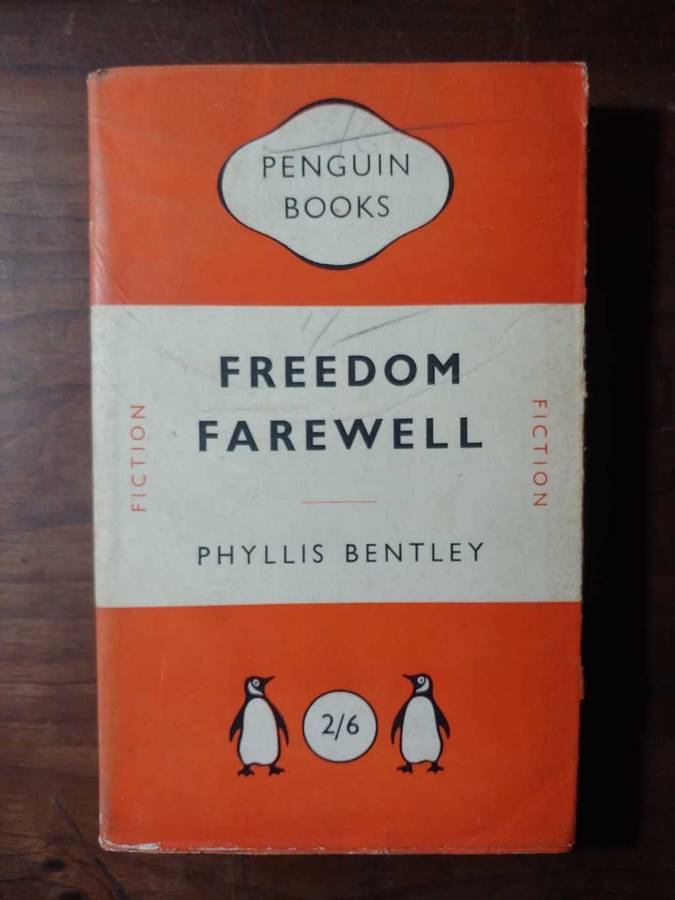 PENGUIN
BOOKS
FREEDOM
FAREWELL
FICTION
FICTION
PHYLLIS BENTLEY
2/6